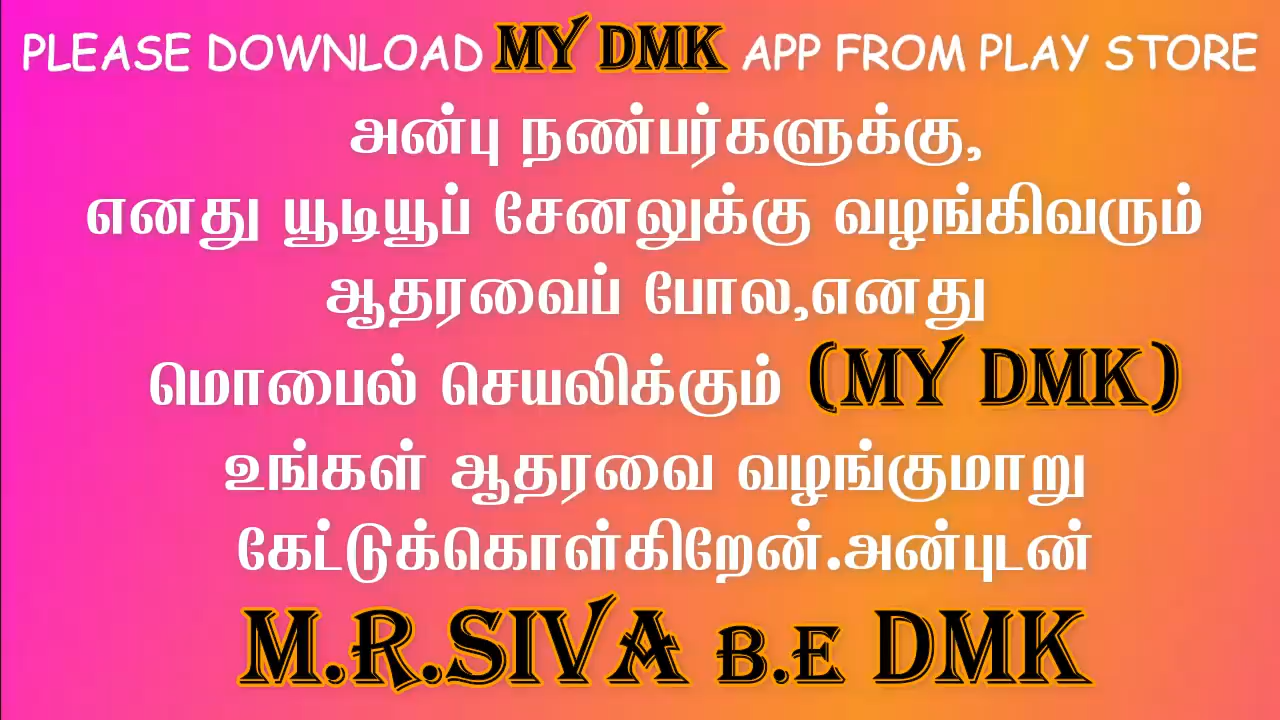 PLEASE DOWNLOAD MY DMK APP FROM PLAY STORE
அன்பு நண்பர்களுக்கு,
எனது யூடியூப் சேனலுக்கு வழங்கிவரும்
ஆதரவைப் போல,எனது
மொபைல் செயலிக்கும் (MY DMK)
உங்கள் ஆதரவை வழங்குமாறு
கேட்டுக்கொள்கிறேன்.அன்புடன்
M.R.SIVA B.E DMK